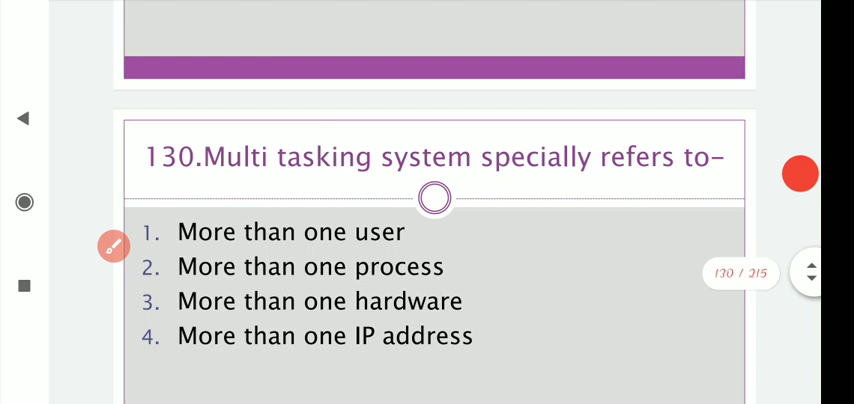 130.Multi tasking system specially refers to-
1. More than one user
2. More than one process
3. More than one hardware
4. More than one IP address
130 / 215